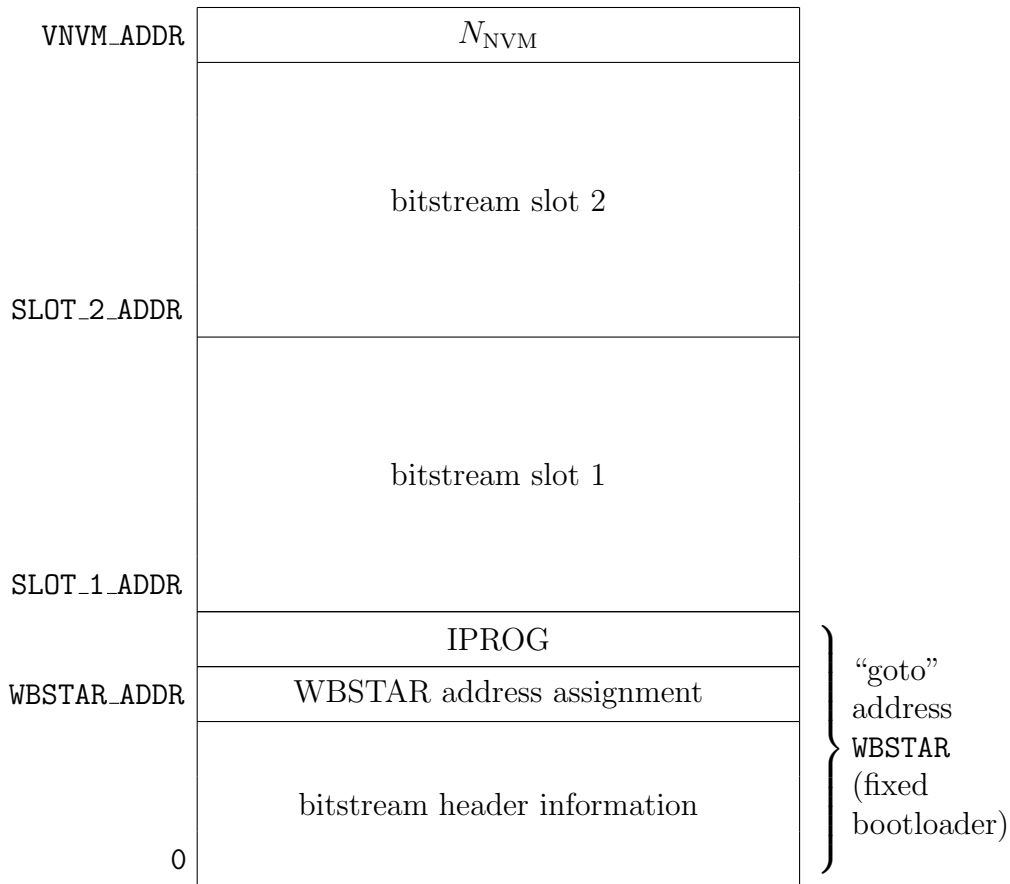 VNVM_ADDR N_NVM
bitstream slot 2
SLOT_2_ADDR
bitstream slot 1
SLOT_1_ADDR
IPROG
WBSTAR_ADDR WBSTAR address assignment
bitstream header information
0
“goto”
address
WBSTAR
(fixed
bootloader)